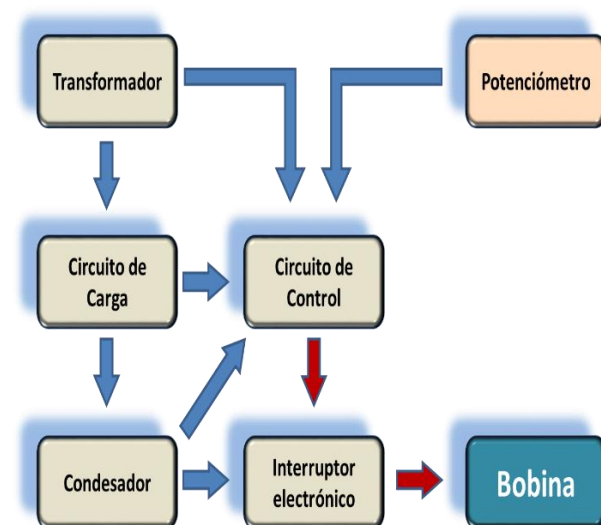 Transformador
Potenciómetro
Circuito de
Carga
Circuito de
Control
Condesador
Interruptor
electrónico
Bobina